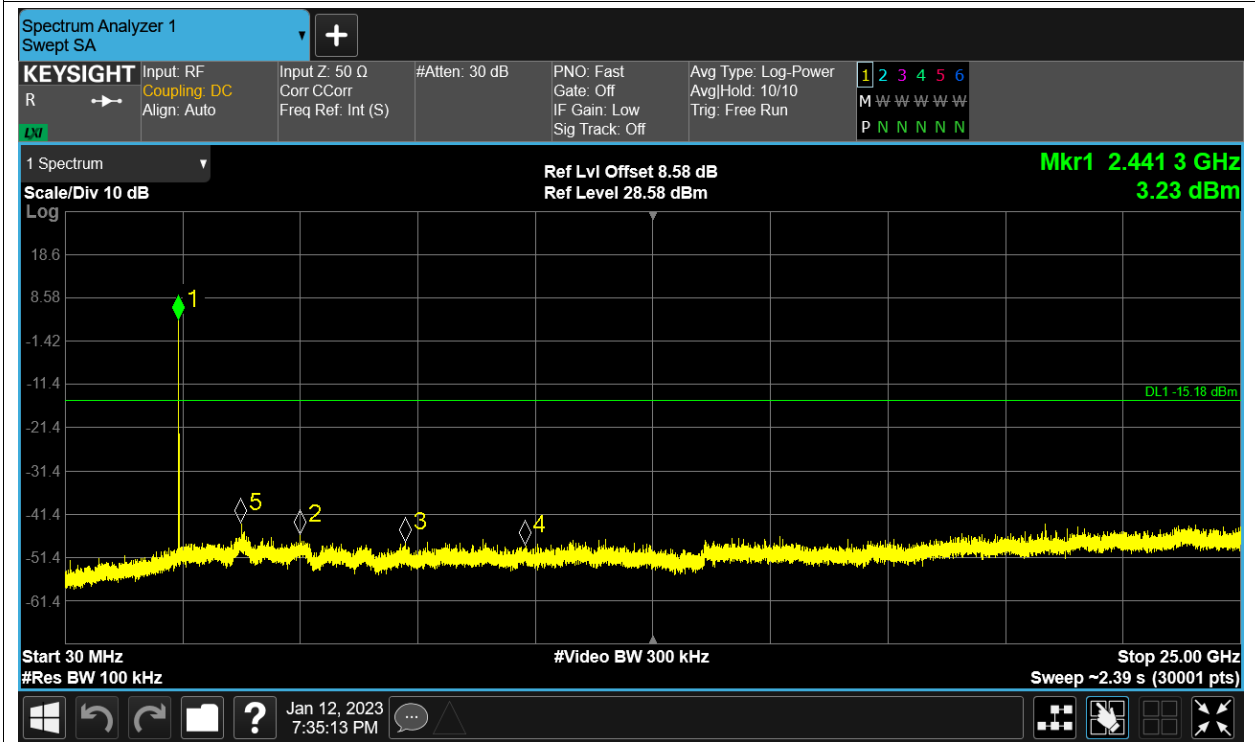 Spectrum Analyzer 1
Swept SA
KEYSIGHT
R
LXI
Input: RF
Coupling: DC
Align: Auto
Input Z: 50 Ω
Corr CCorr
Freq Ref: Int (S)
#Atten: 30 dB
PNO: Fast
Gate: Off
IF Gain: Low
Sig Track: Off
Avg Type: Log-Power
Avg|Hold: 10/10
Trig: Free Run
1 2 3 4 5 6
M W W W W W
P N N N N N
1 Spectrum
Scale/Div 10 dB
Ref Lvl Offset 8.58 dB
Ref Level 28.58 dBm
Mkr1 2.441 3 GHz
3.23 dBm
Log
18.6
8.58
-1.42
-11.4
-21.4
-31.4
-41.4
-51.4
-61.4
1
DL1 -15.18 dBm
5
2
3
4
Start 30 MHz
#Res BW 100 kHz
#Video BW 300 kHz
Stop 25.00 GHz
Sweep ~2.39 s (30001 pts)
?
Jan 12, 2023
7:35:13 PM